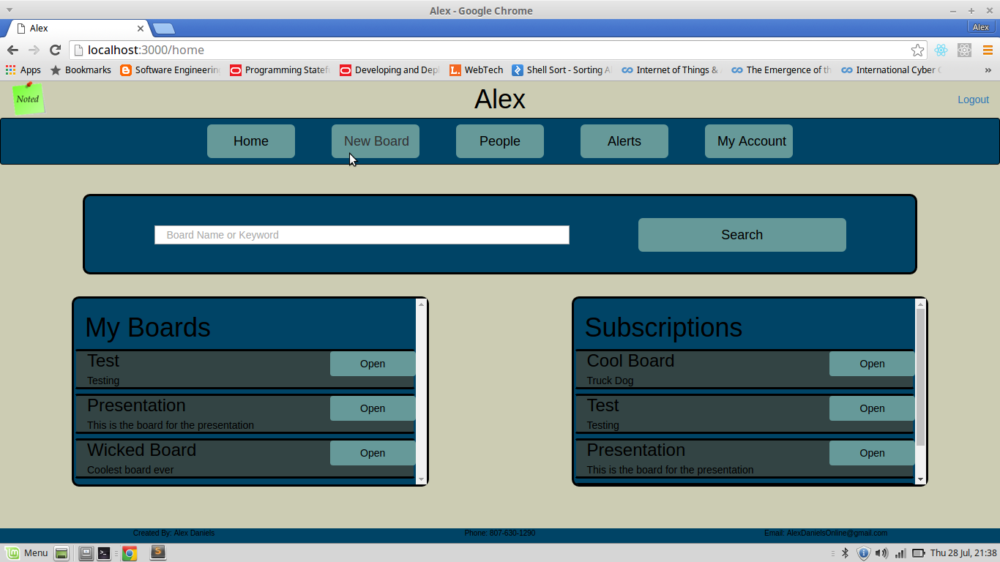 Alex - Google Chrome
Alex
Alex
localhost:3000/home
Apps Bookmarks Software Engineerin Programming Statef Developing and Depl WebTech Shell Sort - Sorting A Internet of Things & The Emergence of th International Cyber
Noted
Alex
Logout
Home New Board People Alerts My Account
Board Name or Keyword Search
My Boards
Test Open
Testing
Presentation Open
This is the board for the presentation
Wicked Board Open
Coolest board ever
Subscriptions
Cool Board Open
Truck Dog
Test Open
Testing
Presentation Open
This is the board for the presentation
Created By: Alex Daniels Phone: 807-630-1290 Email: AlexDanielsOnline@gmail.com
Menu Thu 28 Jul, 21:38